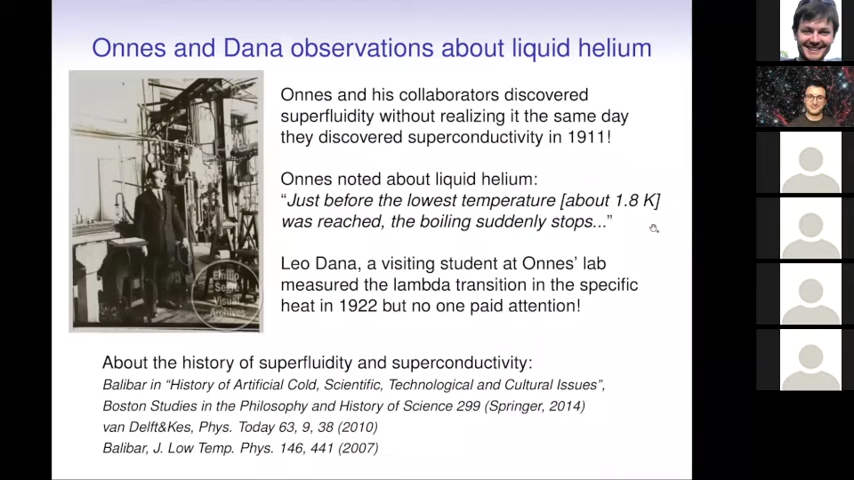 Onnes and Dana observations about liquid helium
Onnes and his collaborators discovered
superfluidity without realizing it the same day
they discovered superconductivity in 1911!
Onnes noted about liquid helium:
“Just before the lowest temperature [about 1.8 K]
was reached, the boiling suddenly stops...”
Leo Dana, a visiting student at Onnes’ lab
measured the lambda transition in the specific
heat in 1922 but no one paid attention!
Emilio
Segrè
Visual
Archives
About the history of superfluidity and superconductivity:
Balibar in “History of Artificial Cold, Scientific, Technological and Cultural Issues”,
Boston Studies in the Philosophy and History of Science 299 (Springer, 2014)
van Delft&Kes, Phys. Today 63, 9, 38 (2010)
Balibar, J. Low Temp. Phys. 146, 441 (2007)